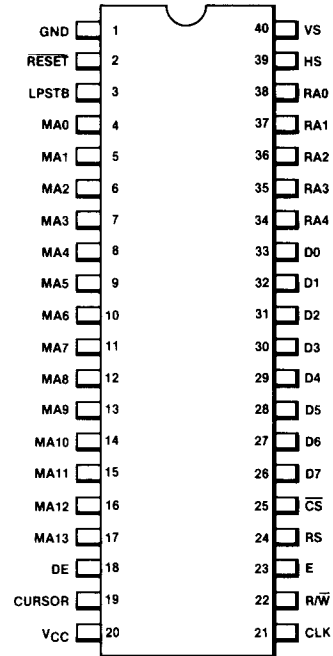 GND 1 40 VS
R̅E̅S̅E̅T̅ 2 39 HS
LPSTB 3 38 RA0
MA0 4 37 RA1
MA1 5 36 RA2
MA2 6 35 RA3
MA3 7 34 RA4
MA4 8 33 D0
MA5 9 32 D1
MA6 10 31 D2
MA7 11 30 D3
MA8 12 29 D4
MA9 13 28 D5
MA10 14 27 D6
MA11 15 26 D7
MA12 16 25 C̅S̅
MA13 17 24 RS
DE 18 23 E
CURSOR 19 22 R/W̅
VCC 20 21 CLK